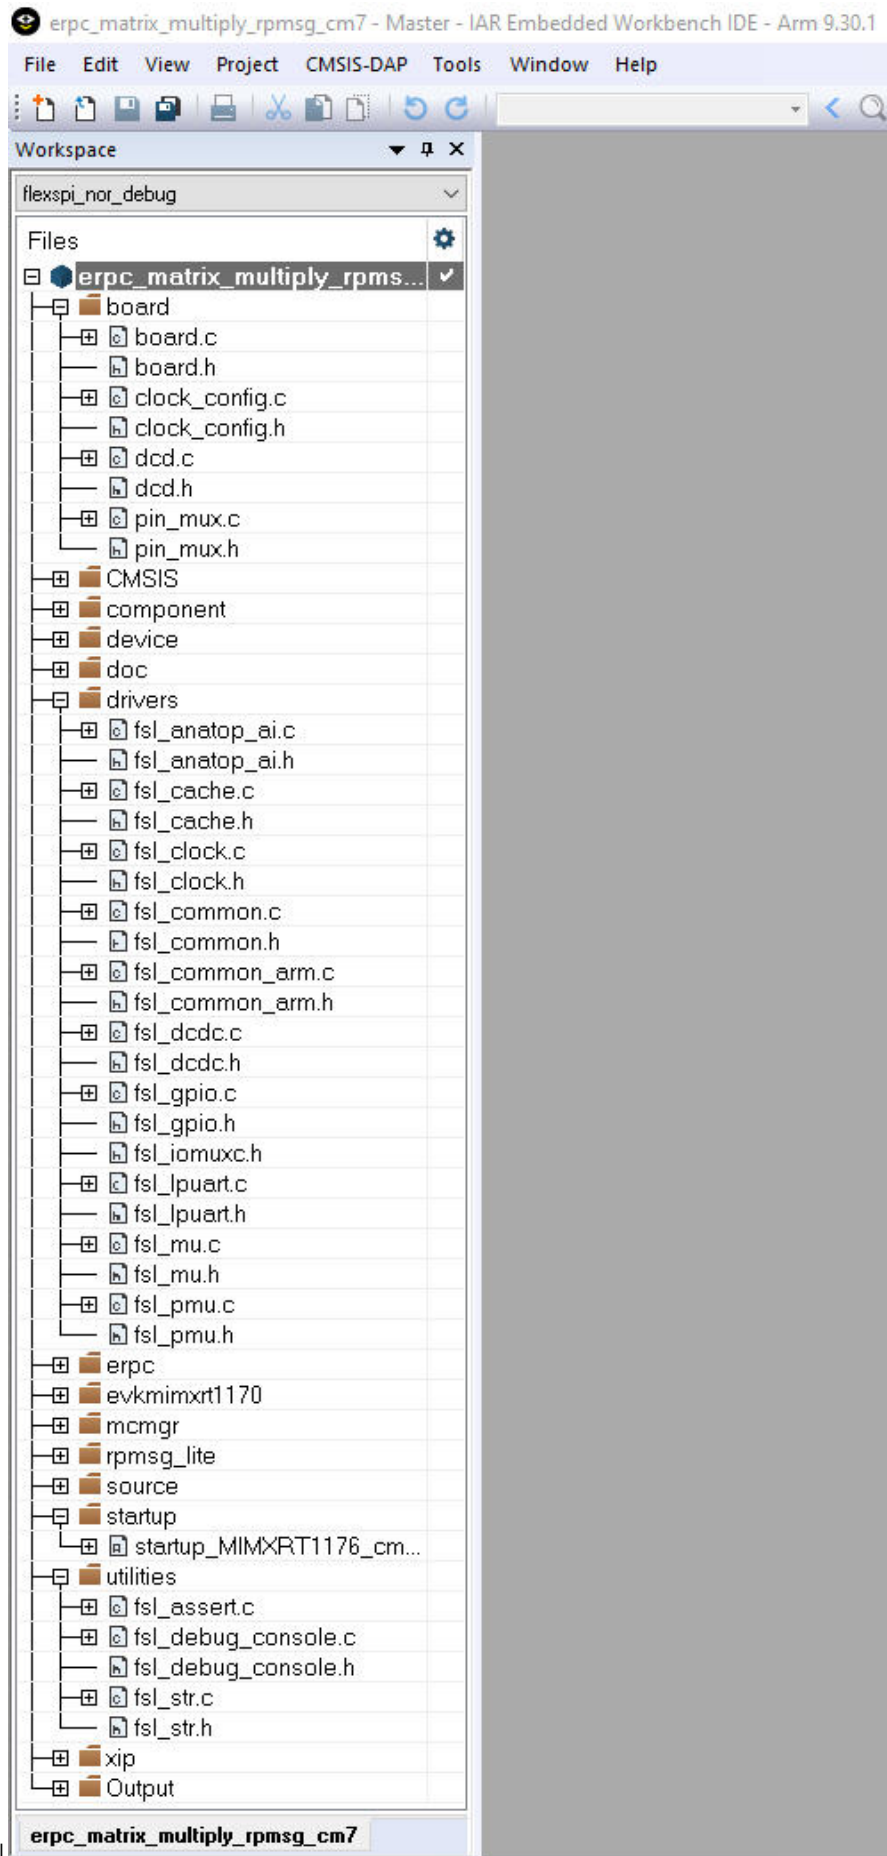 erpc_matrix_multiply_rpmsg_cm7 - Master - IAR Embedded Workbench IDE - Arm 9.30.1
File Edit View Project CMSIS-DAP Tools Window Help
Workspace
flexspi_nor_debug
Files
erpc_matrix_multiply_rpms...
board
board.c
board.h
clock_config.c
clock_config.h
dcd.c
dcd.h
pin_mux.c
pin_mux.h
CMSIS
component
device
doc
drivers
fsl_anatop_ai.c
fsl_anatop_ai.h
fsl_cache.c
fsl_cache.h
fsl_clock.c
fsl_clock.h
fsl_common.c
fsl_common.h
fsl_common_arm.c
fsl_common_arm.h
fsl_dcdc.c
fsl_dcdc.h
fsl_gpio.c
fsl_gpio.h
fsl_iomuxc.h
fsl_lpuart.c
fsl_lpuart.h
fsl_mu.c
fsl_mu.h
fsl_pmu.c
fsl_pmu.h
erpc
evkmimxrt1170
mcmgr
rpmsg_lite
source
startup
startup_MIMXRT1176_cm...
utilities
fsl_assert.c
fsl_debug_console.c
fsl_debug_console.h
fsl_str.c
fsl_str.h
xip
Output
erpc_matrix_multiply_rpmsg_cm7